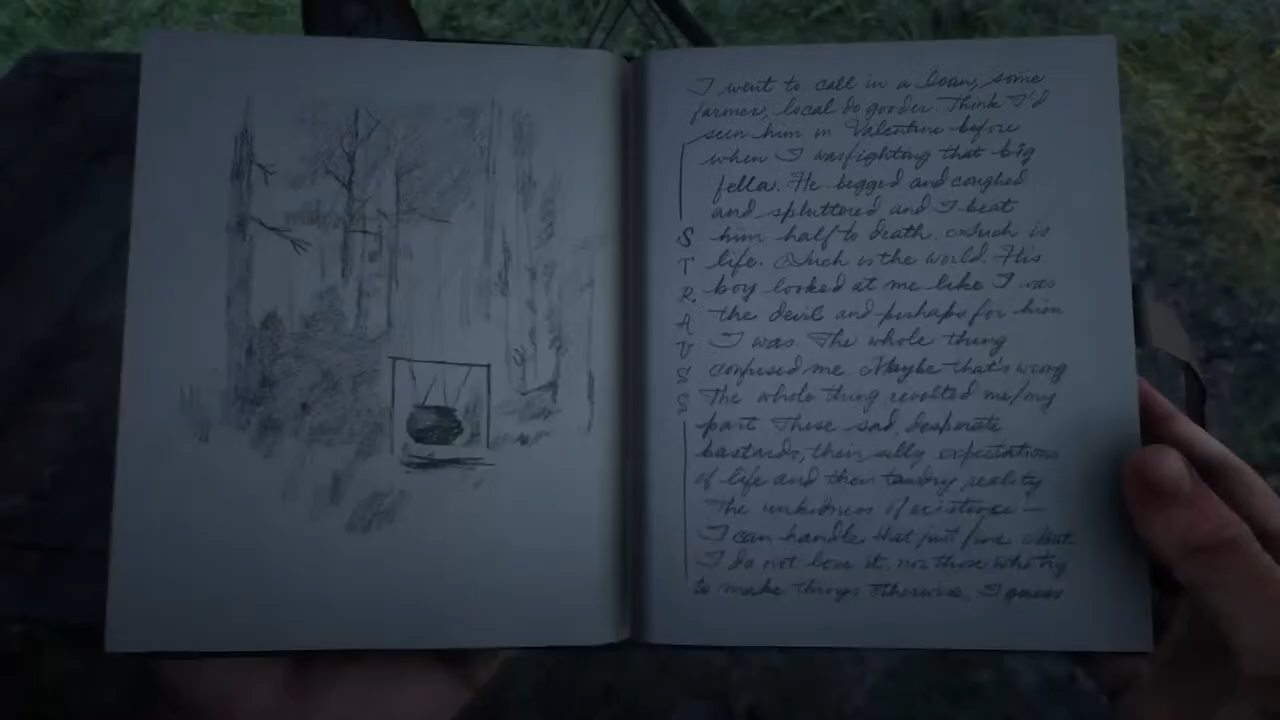 I went to call in a loan, some
farmer, local do gooder. Think I'd
seen him in Valentine before
when I was fighting that big
fella. He begged and coughed
and spluttered and I beat
him half to death. Such is
life. Such is the world. His
boy looked at me like I was
the devil and perhaps for him
I was. The whole thing
confused me. Maybe that's wrong
The whole thing revolted me/my
part These sad, desperate
bastards, their silly expectations
of life and their tawdry reality
The wickedness of existence —
I can handle that just fine. But
I do not love it, nor those who try
to make things otherwise, I guess
S
T
R
A
U
S
S